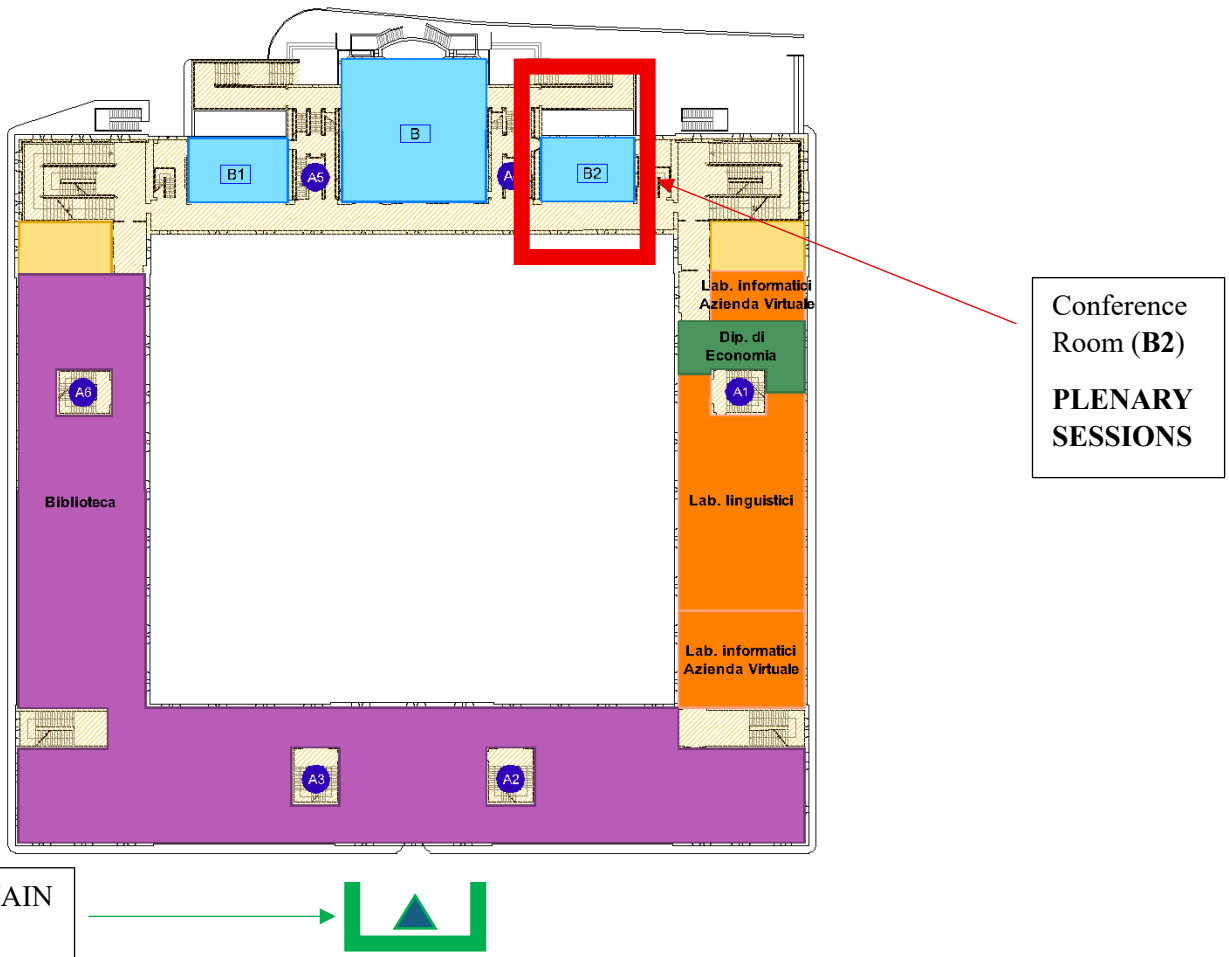 B
B1
A5
B2
Lab. informatici
Azienda Virtuale
Dip. di
Economia
Conference
Room (B2)
PLENARY
SESSIONS
A6
A1
Biblioteca
Lab. linguistici
Lab. informatici
Azienda Virtuale
A3
A2